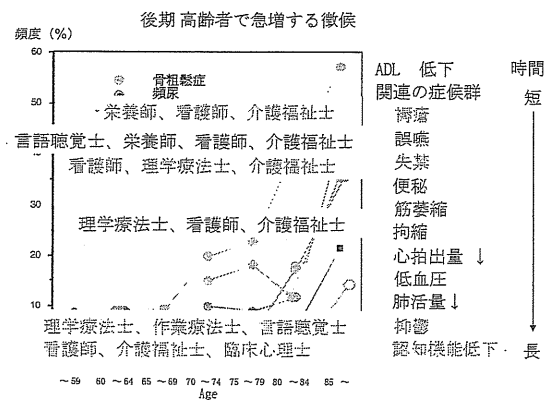 後期高齢者で急増する徴候
頻度 (%)
60
50
20
10
骨粗鬆症
頻尿
栄養師、看護師、介護福祉士
言語聴覚士、栄養師、看護師、介護福祉士
看護師、理学療法士、介護福祉士
理学療法士、看護師、介護福祉士
理学療法士、作業療法士、言語聴覚士
看護師、介護福祉士、臨床心理士
～59 60～64 65～69 70～74 75～79 80～84 85～
Age
ADL 低下
関連の症候群
褥瘡
誤嚥
失禁
便秘
筋萎縮
拘縮
心拍出量 ↓
低血圧
肺活量↓
抑鬱
認知機能低下
時間
短
長